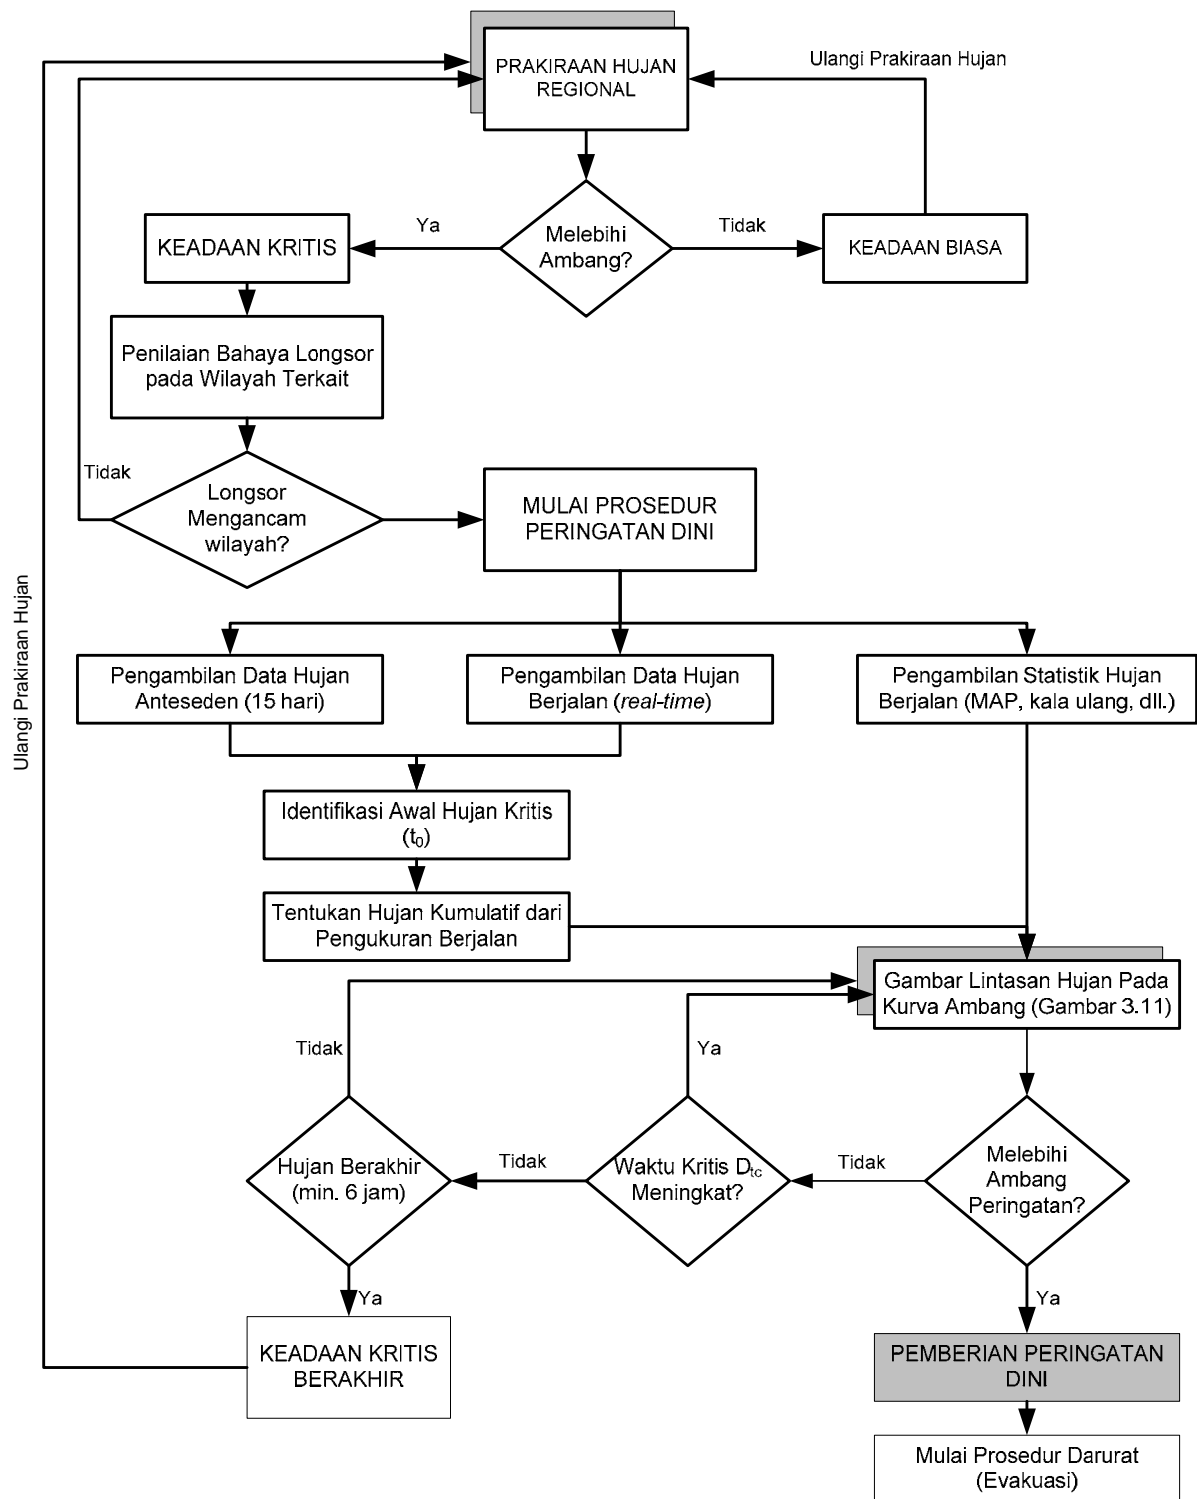 PRAKIRAAN HUJAN
REGIONAL
Ulangi Prakiraan Hujan
Melebihi
Ambang?
Ya
Tidak
KEADAAN KRITIS
KEADAAN BIASA
Penilaian Bahaya Longsor
pada Wilayah Terkait
Longsor
Mengancam
wilayah?
Tidak
MULAI PROSEDUR
PERINGATAN DINI
Ulangi Prakiraan Hujan
Pengambilan Data Hujan
Anteseden (15 hari)
Pengambilan Data Hujan
Berjalan (real-time)
Pengambilan Statistik Hujan
Berjalan (MAP, kala ulang, dll.)
Identifikasi Awal Hujan Kritis
(t0)
Tentukan Hujan Kumulatif dari
Pengukuran Berjalan
Gambar Lintasan Hujan Pada
Kurva Ambang (Gambar 3.11)
Tidak
Ya
Hujan Berakhir
(min. 6 jam)
Tidak
Waktu Kritis Dtc
Meningkat?
Tidak
Melebihi
Ambang
Peringatan?
Ya
Ya
KEADAAN KRITIS
BERAKHIR
PEMBERIAN PERINGATAN
DINI
Mulai Prosedur Darurat
(Evakuasi)